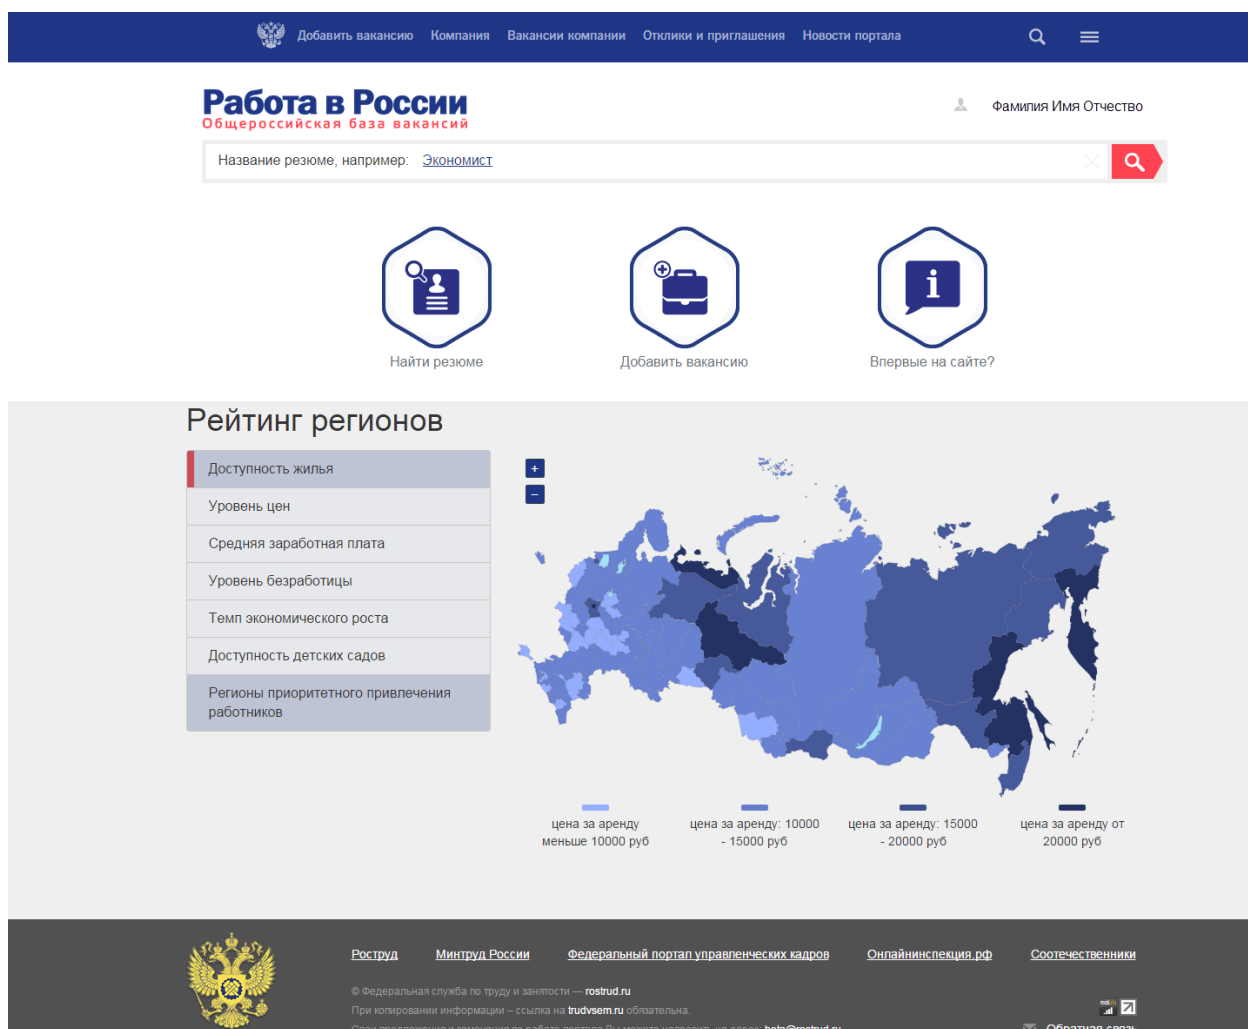 Добавить вакансию Компания Вакансии компании Отклики и приглашения Новости портала
Работа в России
Общероссийская база вакансий
Фамилия Имя Отчество
Название резюме, например: Экономист
Найти резюме
Добавить вакансию
Впервые на сайте?
Рейтинг регионов
Доступность жилья
Уровень цен
Средняя заработная плата
Уровень безработицы
Темп экономического роста
Доступность детских садов
Регионы приоритетного привлечения
работников
+
−
цена за аренду
меньше 10000 руб
цена за аренду: 10000
- 15000 руб
цена за аренду: 15000
- 20000 руб
цена за аренду от
20000 руб
Роструд Минтруд России Федеральный портал управленческих кадров Онлайнинспекция.рф Соотечественники
© Федеральная служба по труду и занятости — rostrud.ru
При копировании информации – ссылка на trudvsem.ru обязательна.